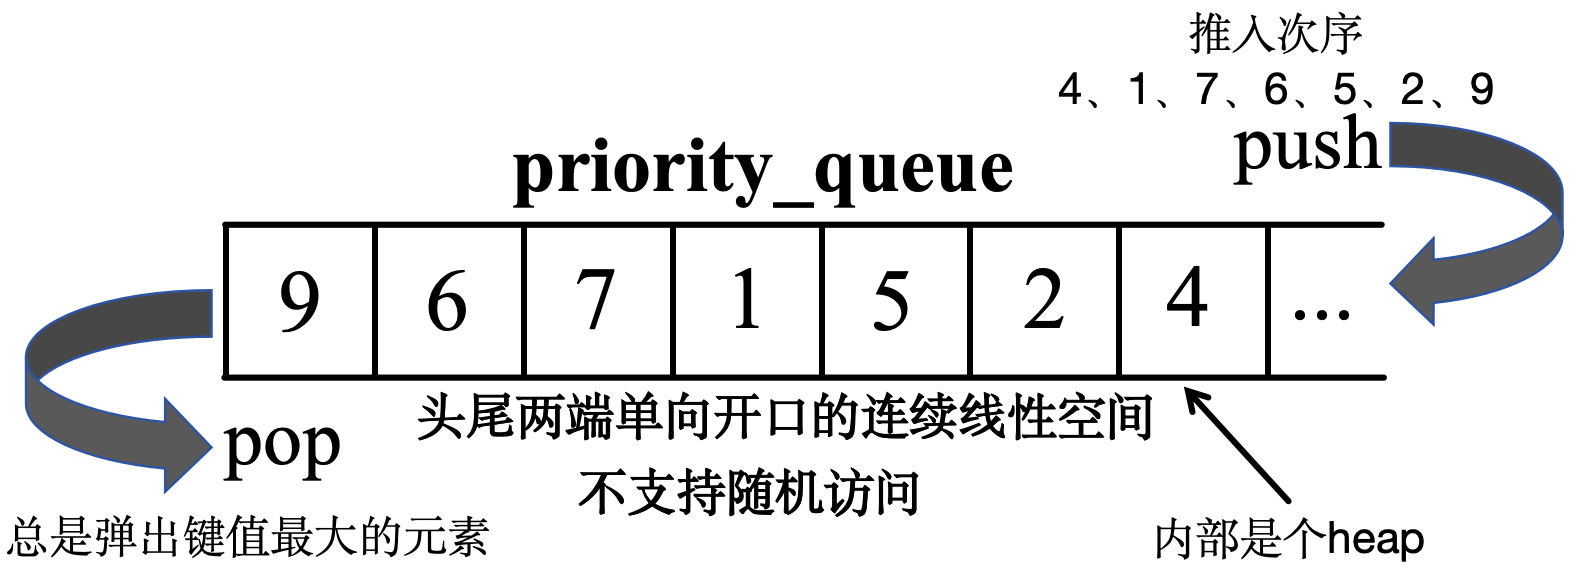 推入次序
4、1、7、6、5、2、9
push
priority_queue
9 6 7 1 5 2 4 ...
头尾两端单向开口的连续线性空间
pop
不支持随机访问
总是弹出键值最大的元素
内部是个heap